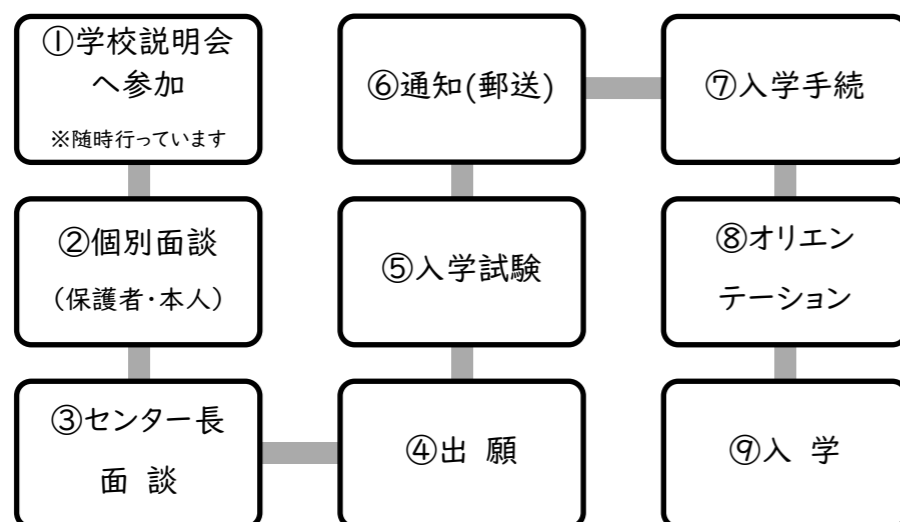 ①学校説明会
へ参加
※随時行っています
②個別面談
(保護者・本人)
③センター長
面 談
④出 願
⑤入学試験
⑥通知(郵送)
⑦入学手続
⑧オリエン
テーション
⑨入 学